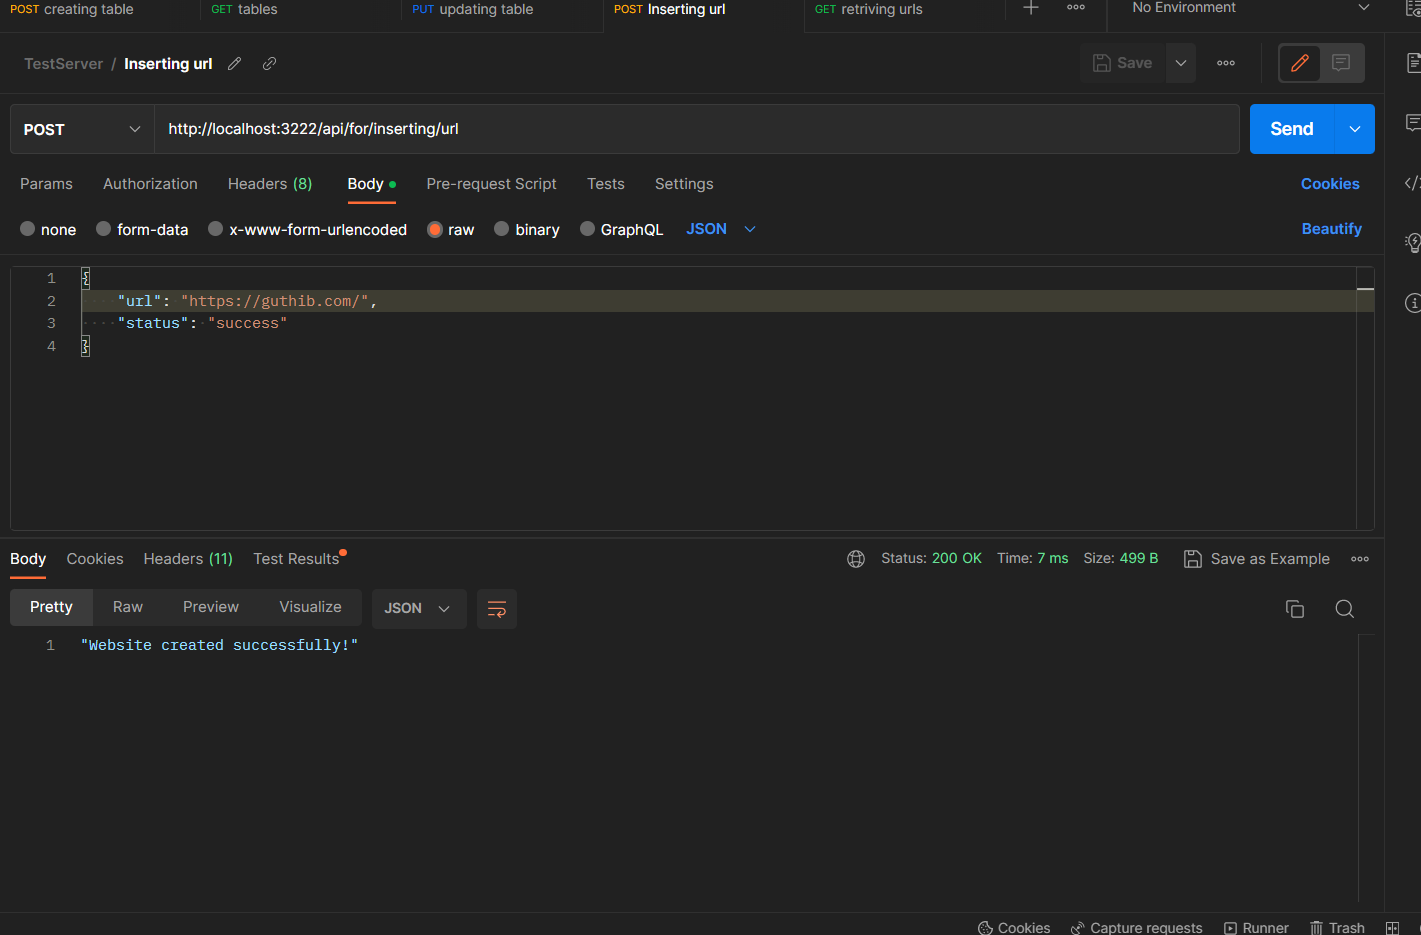 POST creating table GET tables PUT updating table POST Inserting url GET retriving urls No Environment
TestServer / Inserting url Save
POST http://localhost:3222/api/for/inserting/url Send
Params Authorization Headers (8) Body Pre-request Script Tests Settings Cookies
none form-data x-www-form-urlencoded raw binary GraphQL JSON Beautify
1 {
2 "url": "https://guthib.com/",
3 "status": "success"
4 }
Body Cookies Headers (11) Test Results Status: 200 OK Time: 7 ms Size: 499 B Save as Example
Pretty Raw Preview Visualize JSON
1 "Website created successfully!"
Cookies Capture requests Runner Trash